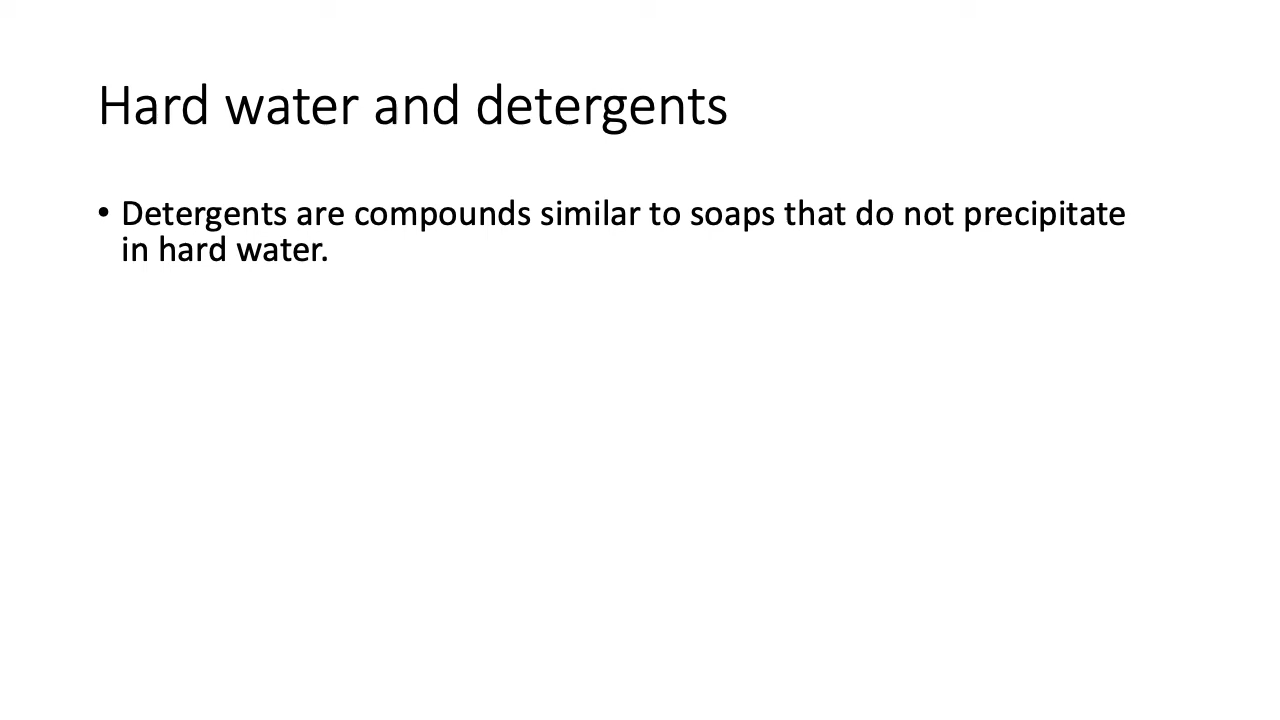 Hard water and detergents
• Detergents are compounds similar to soaps that do not precipitate
in hard water.